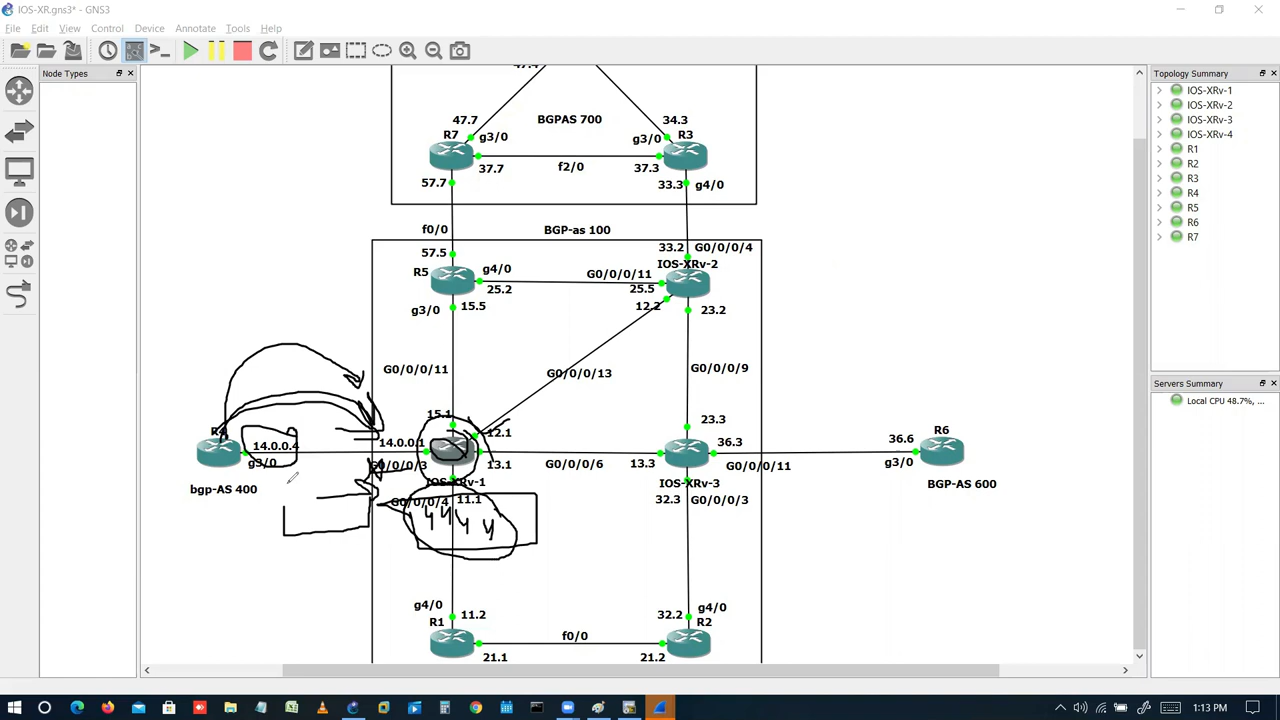 IOS-XR.gns3* - GNS3
File Edit View Control Device Annotate Tools Help
Node Types
Topology Summary
IOS-XRv-1
IOS-XRv-2
IOS-XRv-3
IOS-XRv-4
R1
R2
R3
R4
R5
R6
R7
Servers Summary
Local CPU 48.7%, ...
47.4
47.7
BGPAS 700
34.3
R7
g3/0
g3/0
R3
37.7
f2/0
37.3
57.7
33.3
g4/0
f0/0
BGP-as 100
57.5
33.2
G0/0/0/4
IOS-XRv-2
R5
g4/0
G0/0/0/11
25.2
25.5
g3/0
15.5
12.2
23.2
G0/0/0/11
G0/0/0/13
G0/0/0/9
15.1
12.1
23.3
R4
14.0.0.4
14.0.0.1
36.3
36.6
R6
g3/0
G0/0/0/3
13.1
G0/0/0/6
13.3
G0/0/0/11
g3/0
bgp-AS 400
IOS-XRv-1
IOS-XRv-3
BGP-AS 600
G0/0/0/4
11.1
32.3
G0/0/0/3
4444
g4/0
11.2
32.2
g4/0
R1
R2
f0/0
21.1
21.2
1:13 PM